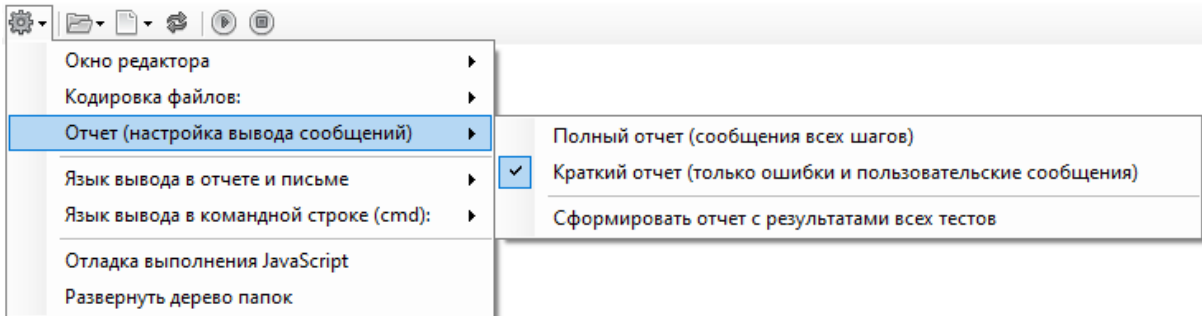 Окно редактора
Кодировка файлов:
Отчет (настройка вывода сообщений)
Полный отчет (сообщения всех шагов)
Краткий отчет (только ошибки и пользовательские сообщения)
Сформировать отчет с результатами всех тестов
Язык вывода в отчете и письме
Язык вывода в командной строке (cmd):
Отладка выполнения JavaScript
Развернуть дерево папок